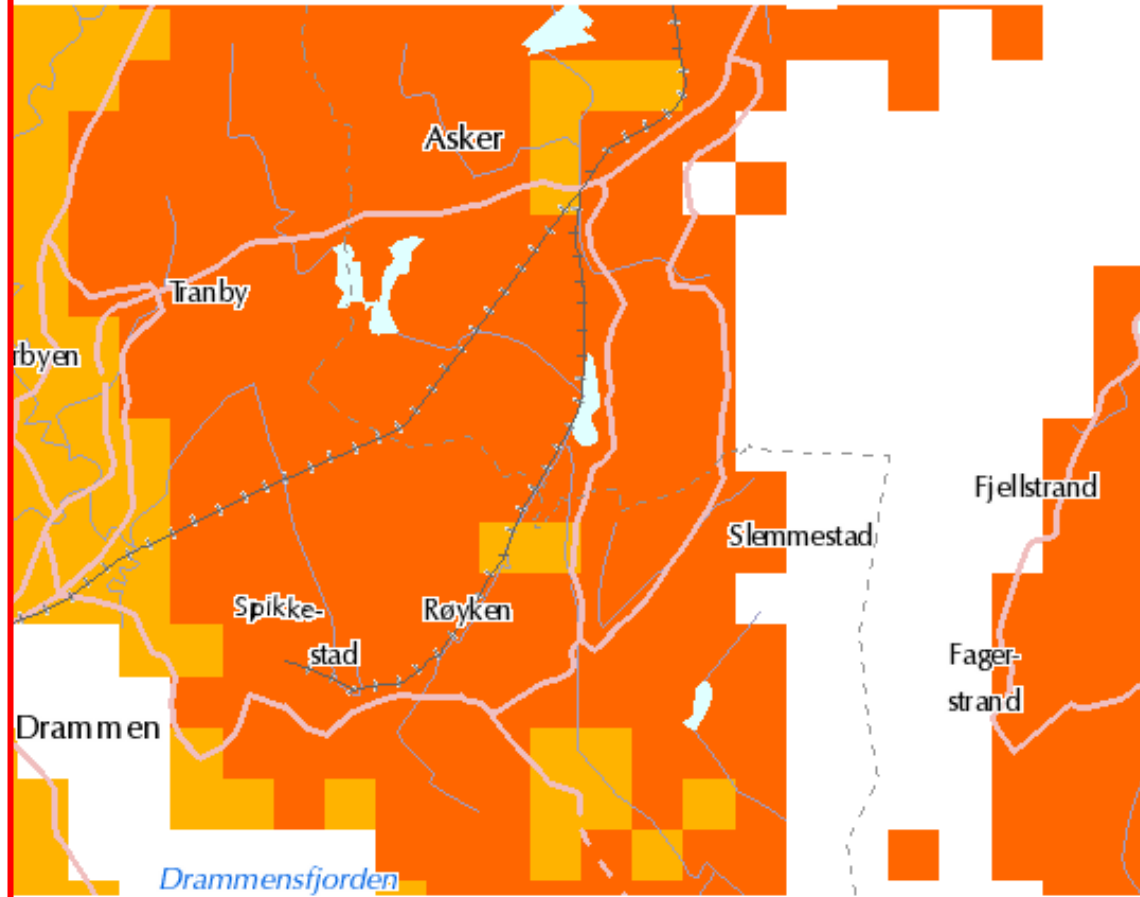 Asker
Tranby
rbyen
Fjellstrand
Slemmestad
Spikke-
stad
Røyken
Fager-
strand
Drammen
Drammensfjorden